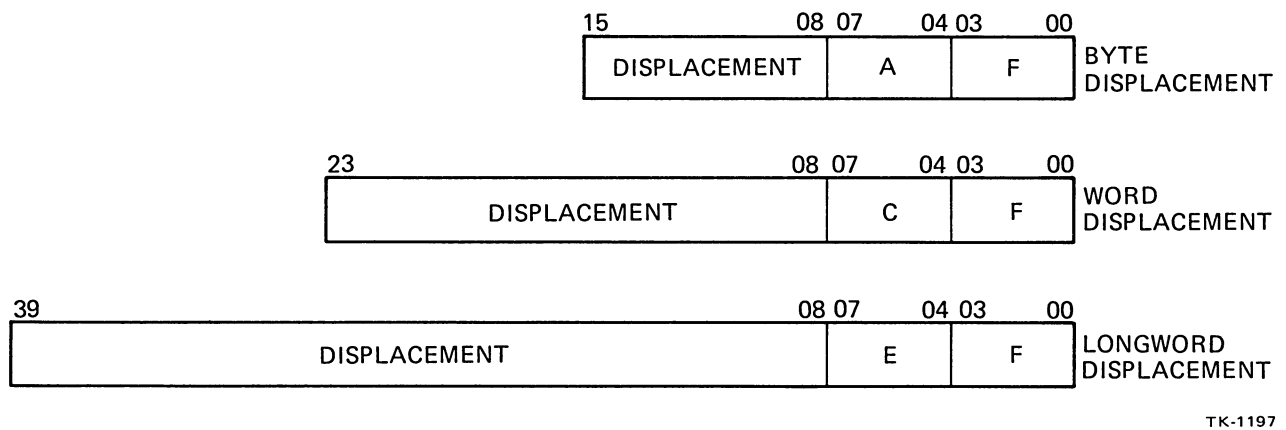 15 08 07 04 03 00
DISPLACEMENT A F BYTE DISPLACEMENT
23 08 07 04 03 00
DISPLACEMENT C F WORD DISPLACEMENT
39 08 07 04 03 00
DISPLACEMENT E F LONGWORD DISPLACEMENT
TK-1197